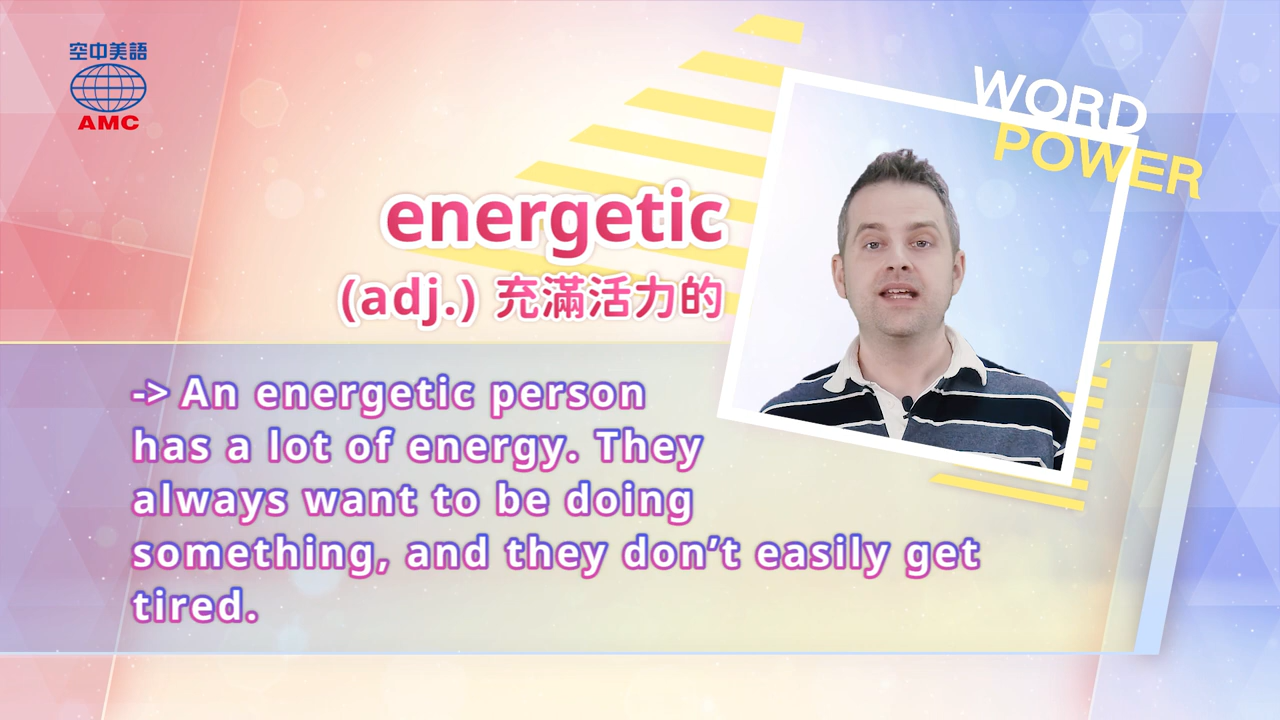 空中美語
AMC
WORD
POWER
energetic
(adj.) 充滿活力的
-> An energetic person
has a lot of energy. They
always want to be doing
something, and they don’t easily get
tired.